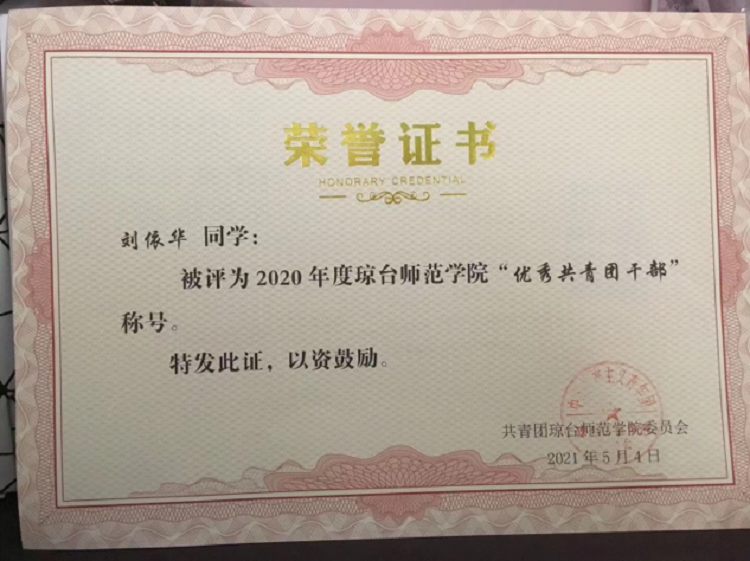 荣誉证书
HONORARY CREDENTIAL
刘依华 同学：
被评为2020年度琼台师范学院“优秀共青团干部”
称号。
特发此证，以资鼓励。
共青团琼台师范学院委员会
2021年5月4日